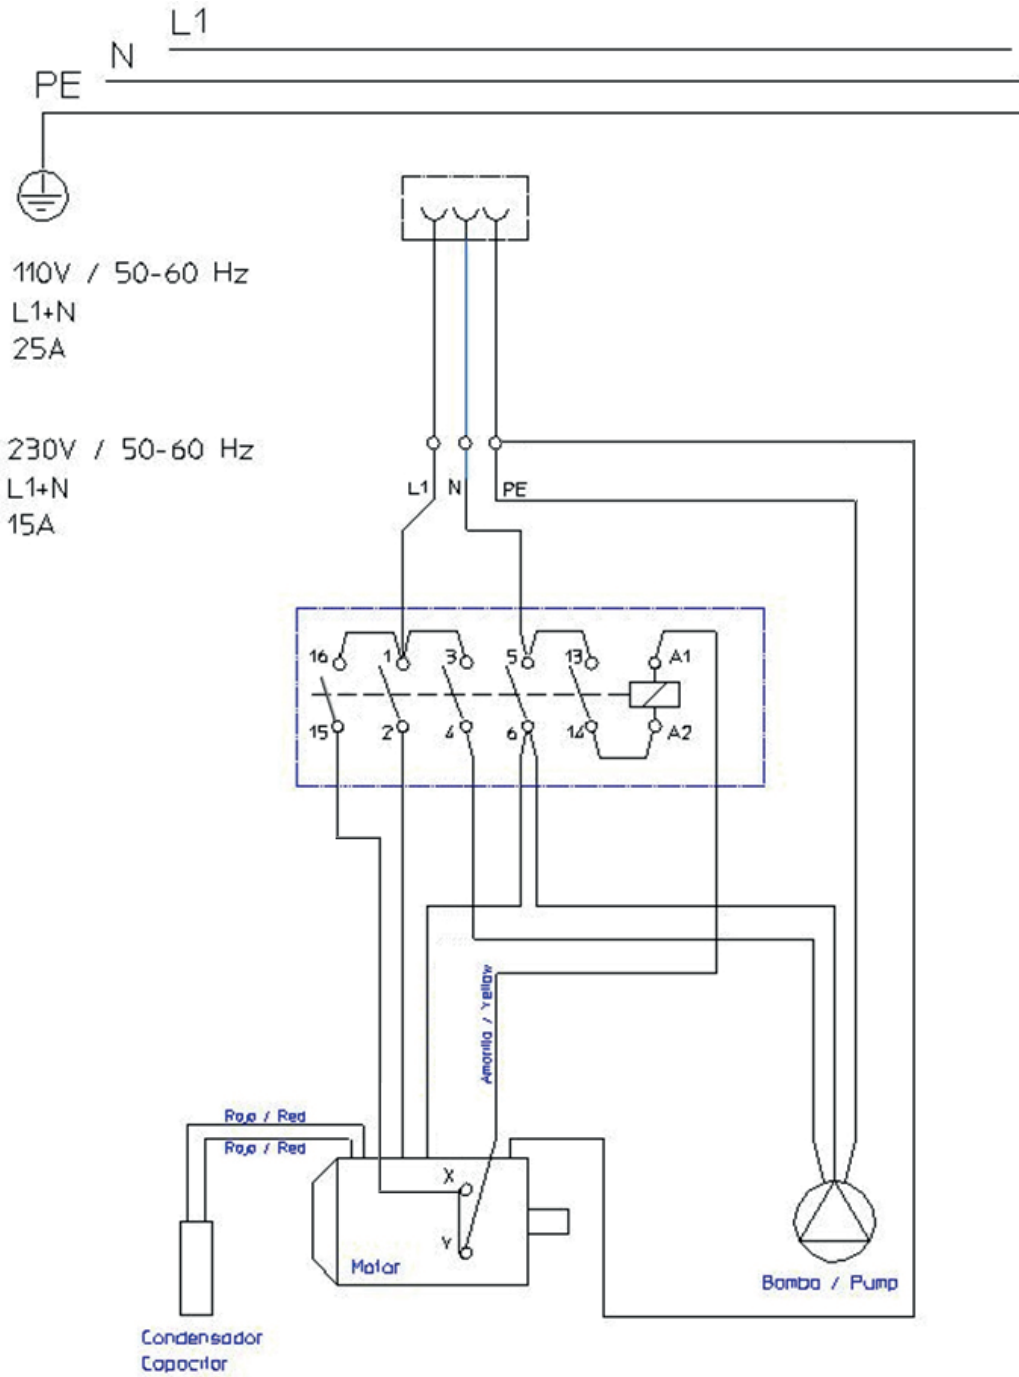 L1
N
PE
110V / 50-60 Hz
L1+N
25A
230V / 50-60 Hz
L1+N
15A
L1 N PE
16 1 3 5 13 A1
15 2 4 6 14 A2
Amarillo / Yellow
Rojo / Red
Rojo / Red
X
Y
Motor
Bomba / Pump
Condensador
Capacitor